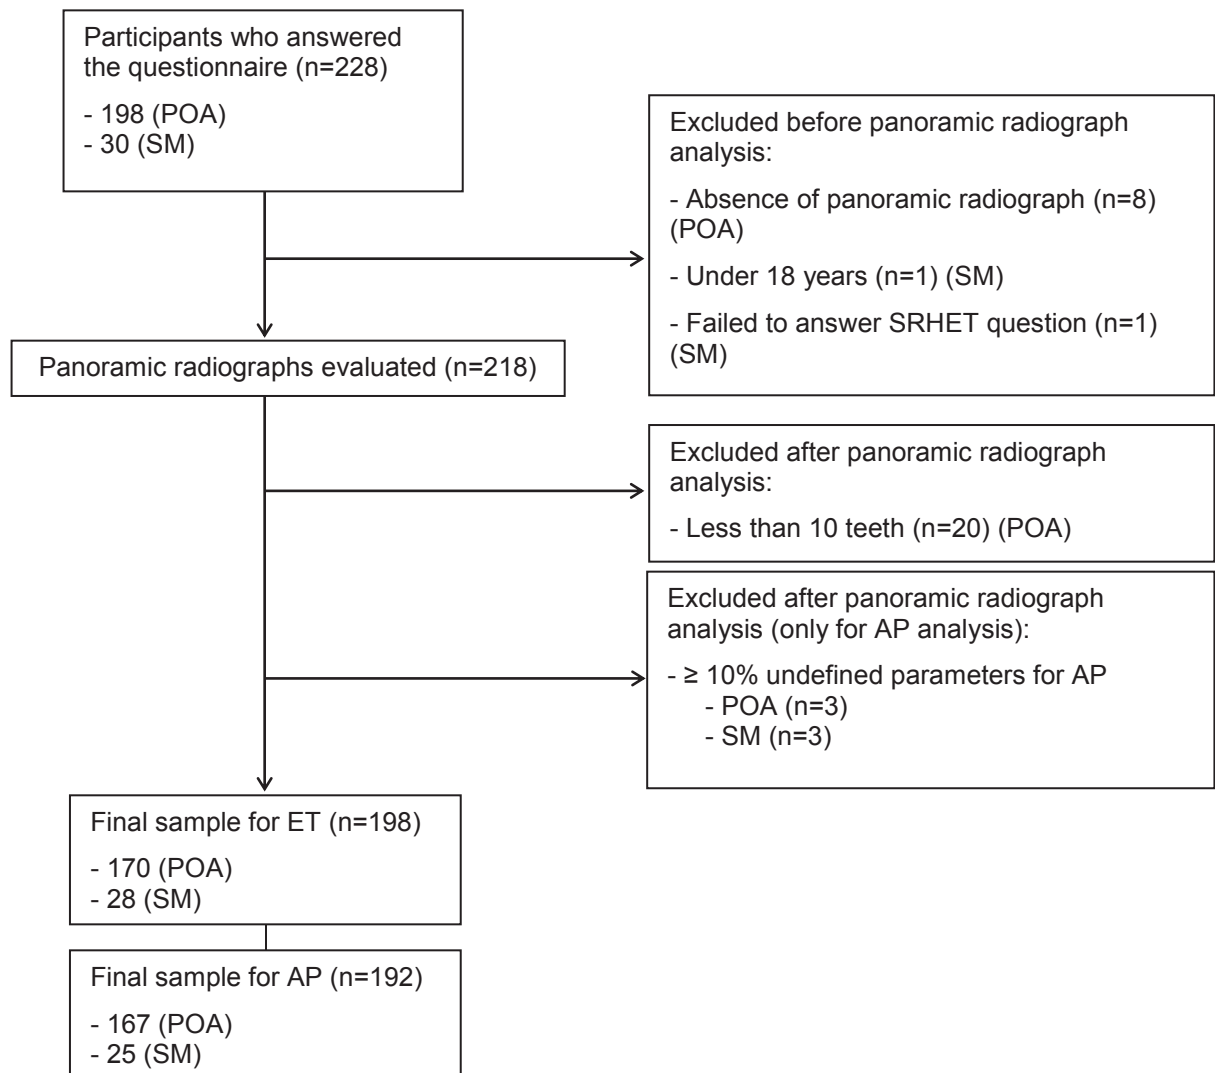 Participants who answered
the questionnaire (n=228)
- 198 (POA)
- 30 (SM)
Excluded before panoramic radiograph
analysis:
- Absence of panoramic radiograph (n=8)
(POA)
- Under 18 years (n=1) (SM)
- Failed to answer SRHET question (n=1)
(SM)
Panoramic radiographs evaluated (n=218)
Excluded after panoramic radiograph
analysis:
- Less than 10 teeth (n=20) (POA)
Excluded after panoramic radiograph
analysis (only for AP analysis):
- ≥ 10% undefined parameters for AP
- POA (n=3)
- SM (n=3)
Final sample for ET (n=198)
- 170 (POA)
- 28 (SM)
Final sample for AP (n=192)
- 167 (POA)
- 25 (SM)